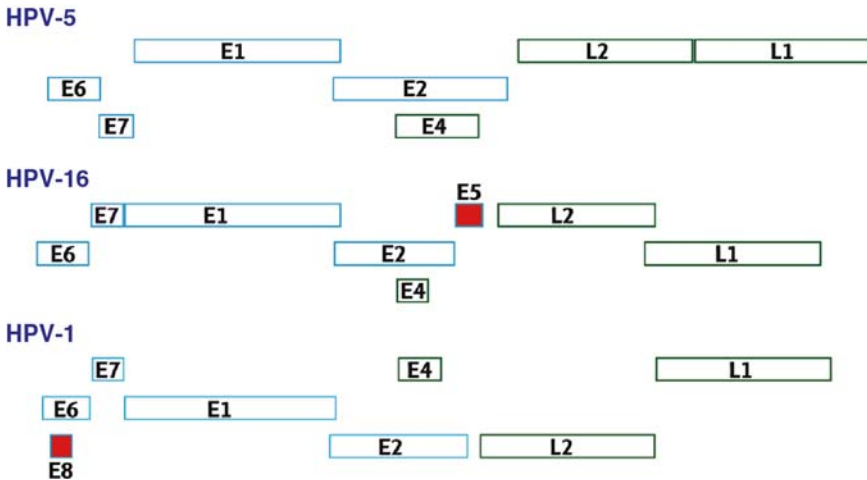 HPV-5
E1 L2 L1
E6 E2
E7 E4
HPV-16
E5
E7 E1 L2
E6 E2 L1
E4
HPV-1
E7 E4 L1
E6 E1
E2 L2
E8